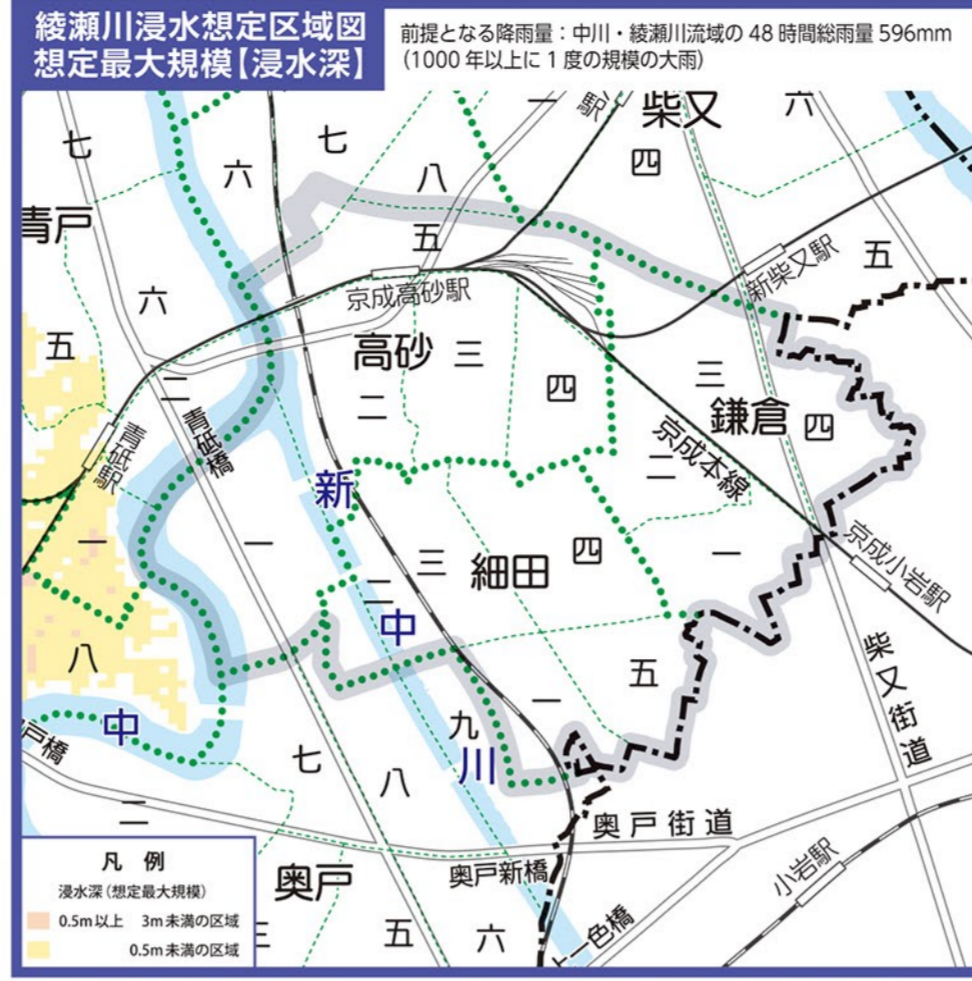 綾瀬川浸水想定区域図
想定最大規模【浸水深】
前提となる降雨量：中川・綾瀬川流域の48時間総雨量596mm
（1000年以上に1度の規模の大雨）
七
七
六
八
一
駅
柴又
六
四
青戸
五
五
新柴又駅
六
京成高砂駅
五
高砂
三
三
二
二
四
鎌倉
四
青砥橋
青砥駅
京成本線
二
新
一
一
三
細田
四
一
京成小岩駅
二
中
八
五
柴又街道
一
中
九
戸橋
七
川
八
二
奥戸街道
奥戸
奥戸新橋
小岩駅
三
五
六
上一色橋
凡 例
浸水深（想定最大規模）
0.5m以上 3m未満の区域
0.5m未満の区域